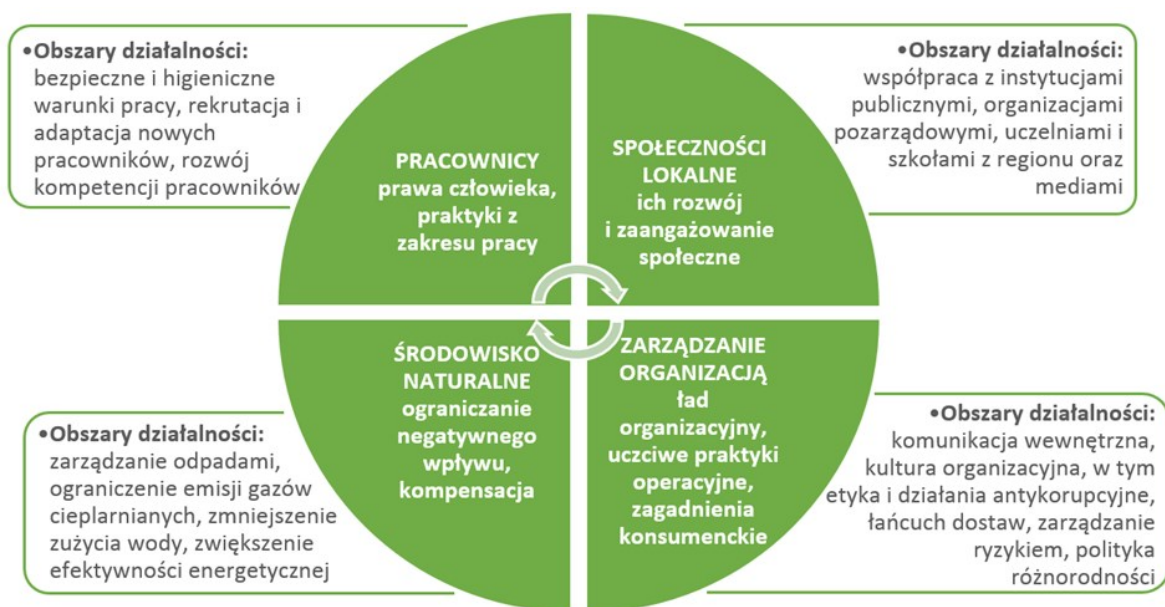 •Obszary działalności:
bezpieczne i higieniczne
warunki pracy, rekrutacja i
adaptacja nowych
pracowników, rozwój
kompetencji pracowników
PRACOWNICY
prawa człowieka,
praktyki z
zakresu pracy
SPOŁECZNOŚCI
LOKALNE
ich rozwój
i zaangażowanie
społeczne
•Obszary działalności:
współpraca z instytucjami
publicznymi, organizacjami
pozarządowymi, uczelniami i
szkołami z regionu oraz
mediami
•Obszary działalności:
zarządzanie odpadami,
ograniczenie emisji gazów
cieplarnianych, zmniejszenie
zużycia wody, zwiększenie
efektywności energetycznej
ŚRODOWISKO
NATURALNE
ograniczanie
negatywnego
wpływu,
kompensacja
ZARZĄDZANIE
ORGANIZACJĄ
ład
organizacyjny,
uczciwe praktyki
operacyjne,
zagadnienia
konsumenckie
•Obszary działalności:
komunikacja wewnętrzna,
kultura organizacyjna, w tym
etyka i działania antykorupcyjne,
łańcuch dostaw, zarządzanie
ryzykiem, polityka
różnorodności